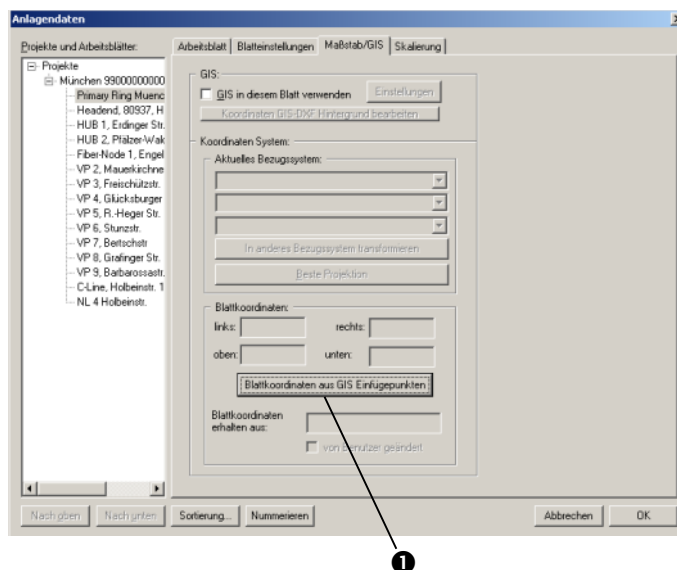 Anlagendaten
Projekte und Arbeitsblätter:
Projekte
München 99000000000
Primary Ring Muenc
Headend, 80937, H
HUB 1, Erdinger Str.
HUB 2, Pfälzer-Wak
Fiber-Node 1, Engel
VP 2, Mauerkirchne
VP 3, Freischützstr.
VP 4, Glücksburger
VP 5, R.-Heger Str.
VP 6, Stunzstr.
VP 7, Bertschstr
VP 8, Grafinger Str.
VP 9, Barbarossastr.
C-Line, Holbeinstr. 1
NL 4 Holbeinstr.
Nach oben
Nach unten
Arbeitsblatt
Blatteinstellungen
Maßstab/GIS
Skalierung
GIS:
GIS in diesem Blatt verwenden
Einstellungen
Koordinaten GIS-DXF Hintergrund bearbeiten
Koordinaten System:
Aktuelles Bezugssystem:
In anderes Bezugssystem transformieren
Beste Projektion
Blattkoordinaten:
links:
rechts:
oben:
unten:
Blattkoordinaten aus GIS Einfügepunkten
Blattkoordinaten
erhalten aus:
von Benutzer geändert
Sortierung...
Nummerieren
Abbrechen
OK
❶